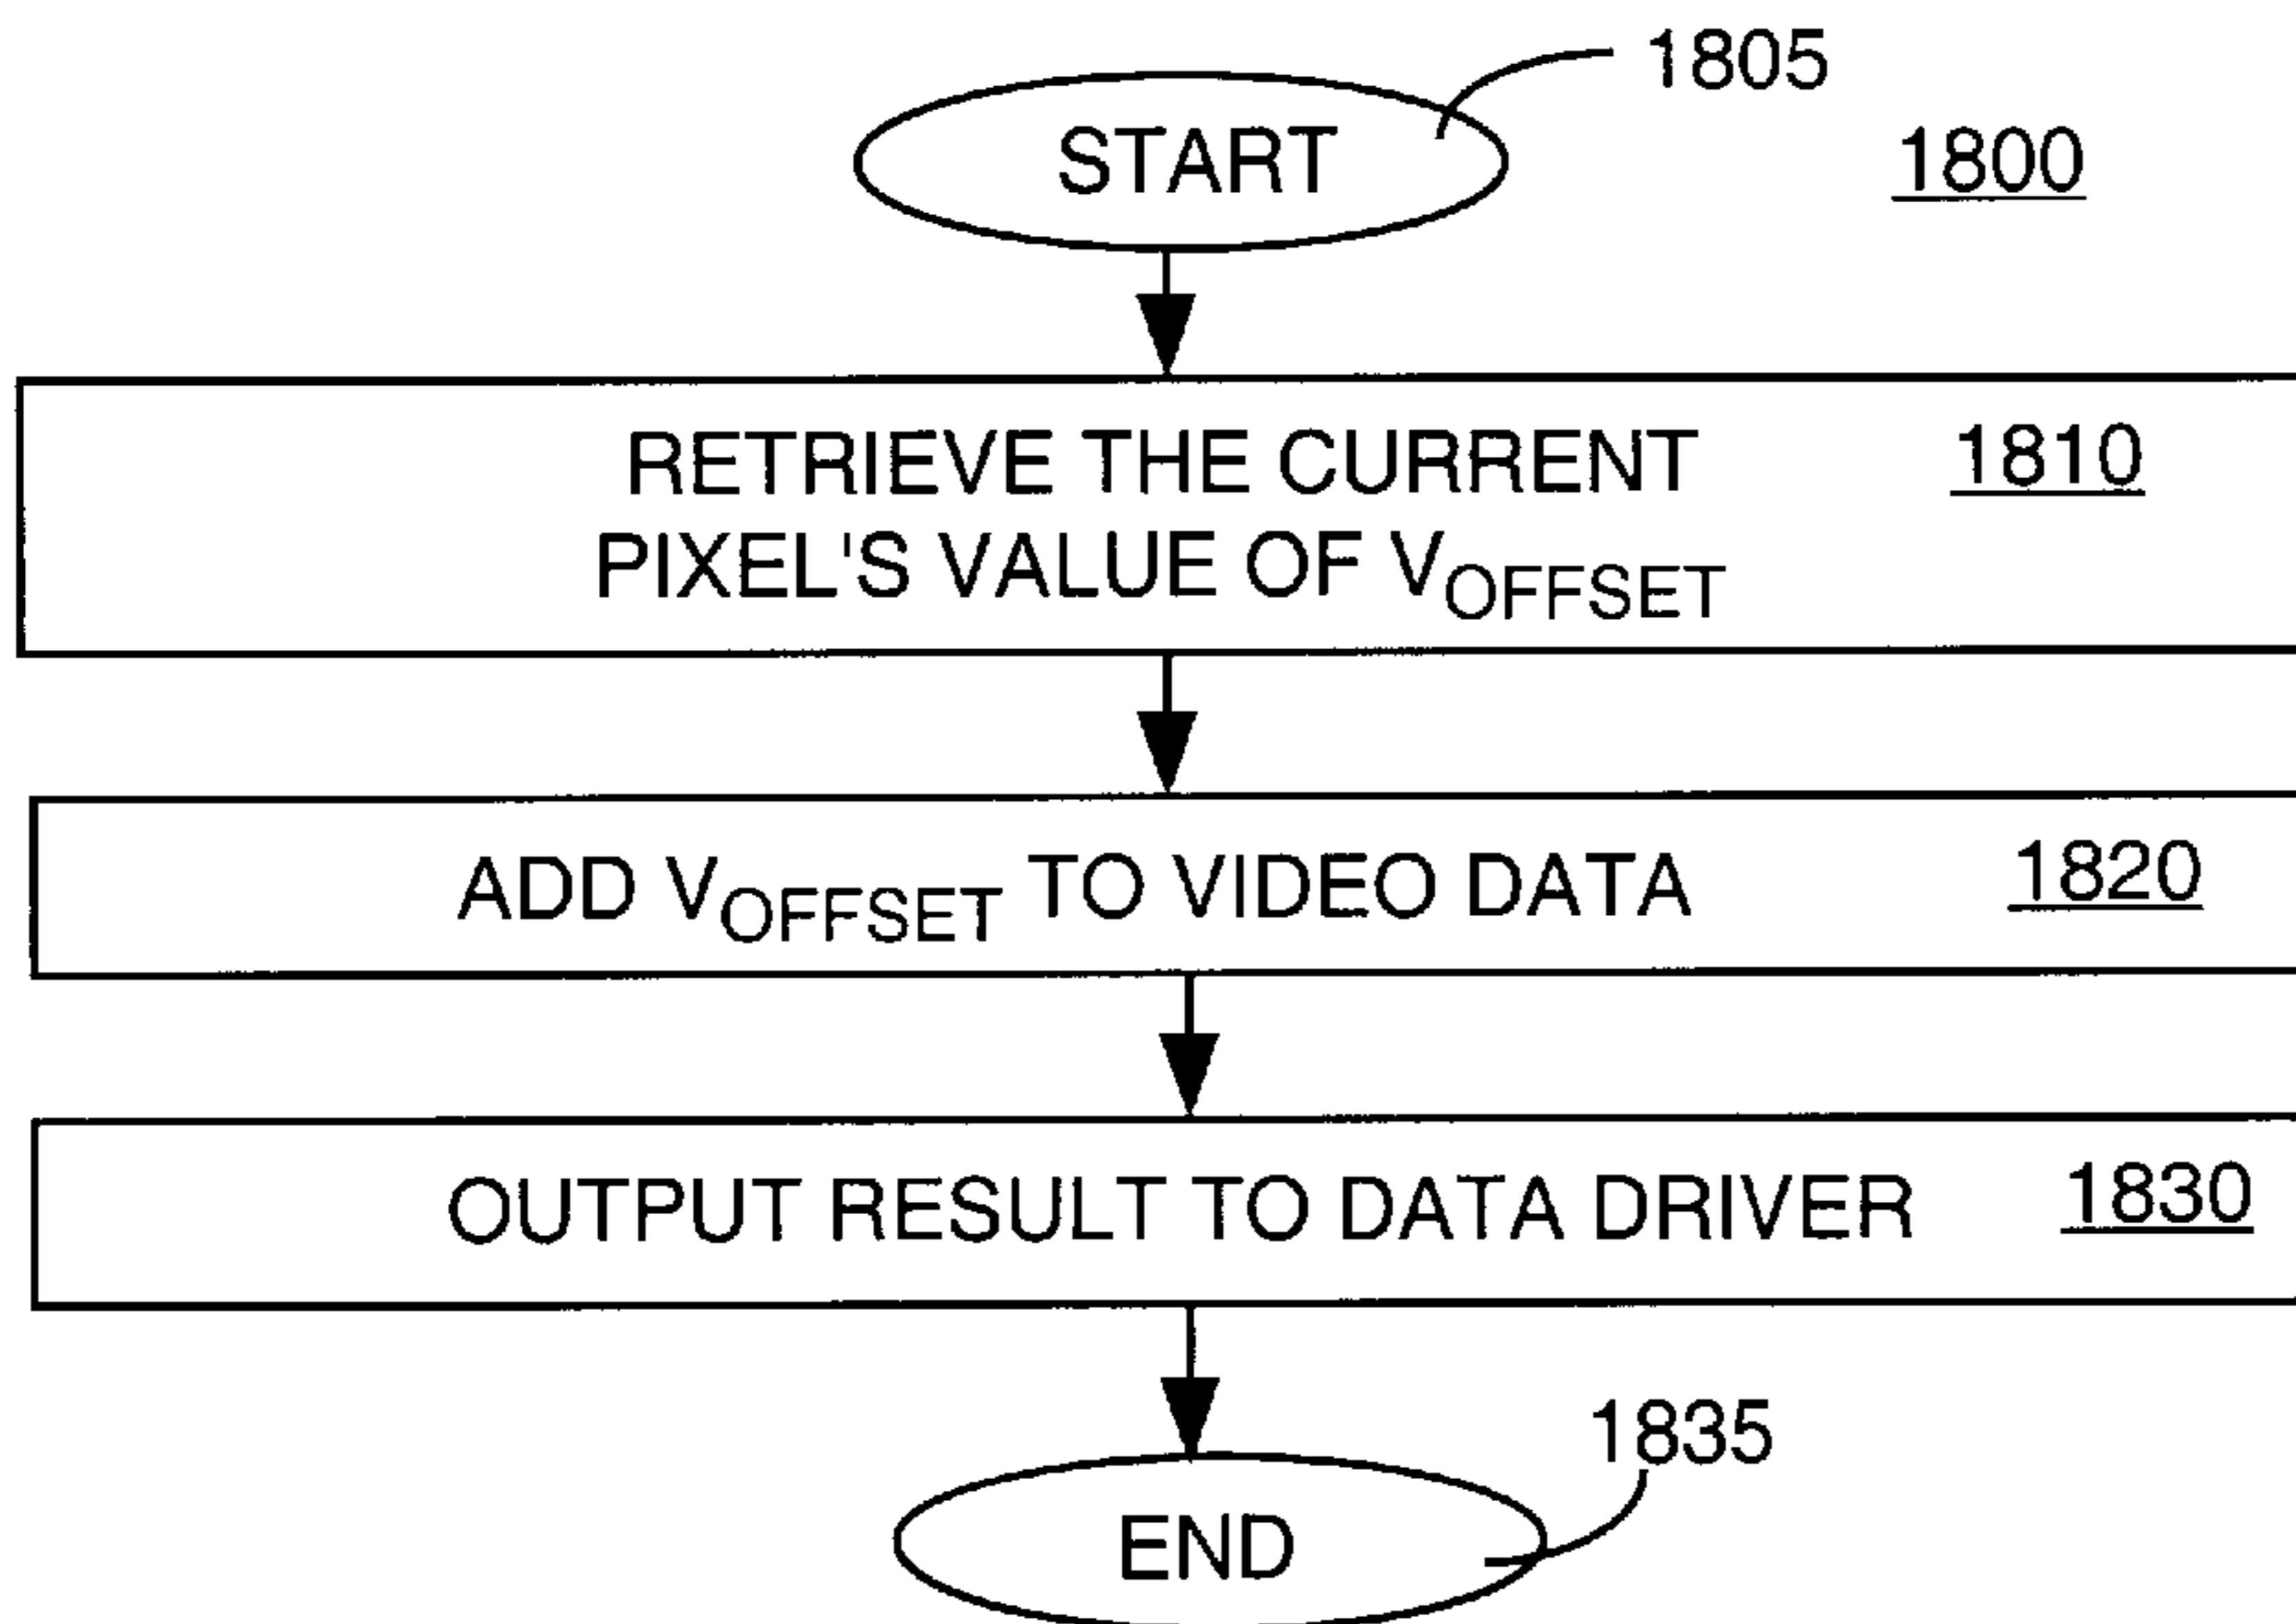 1805
START
1800
RETRIEVE THE CURRENT
1810
PIXEL'S VALUE OF VOFFSET
ADD VOFFSET TO VIDEO DATA
1820
OUTPUT RESULT TO DATA DRIVER
1830
1835
END